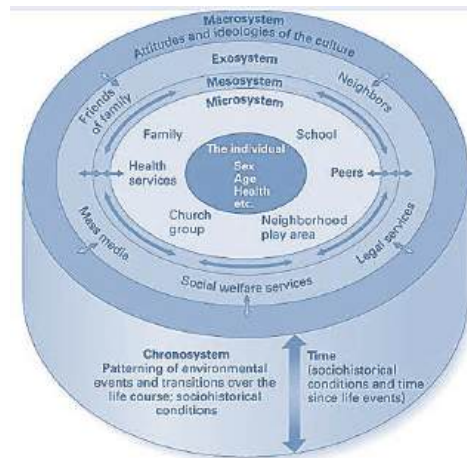 Macrosystem
Attitudes and ideologies of the culture
Exosystem
Mesosystem
Microsystem
Friends
of family
Neighbors
Family
School
The individual
Sex
Age
Health
etc.
Health
services
Peers
Church
group
Neighborhood
play area
Mass media
Legal services
Social welfare services
Chronosystem
Patterning of environmental
events and transitions over the
life course; sociohistorical
conditions
Time
(sociohistorical
conditions and time
since life events)